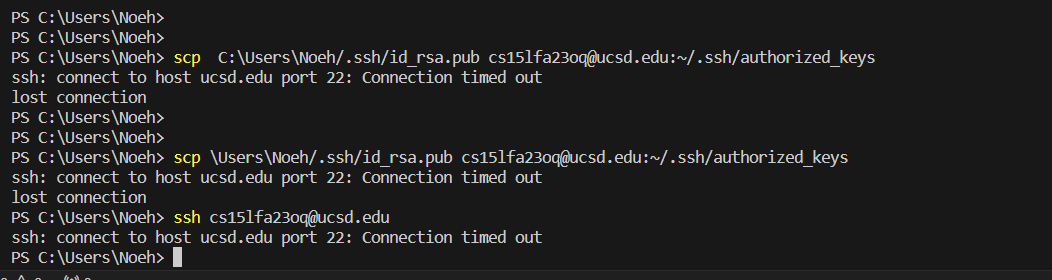 PS C:\Users\Noeh>
PS C:\Users\Noeh>
PS C:\Users\Noeh> scp  C:\Users\Noeh/.ssh/id_rsa.pub cs15lfa23oq@ucsd.edu:~/.ssh/authorized_keys
ssh: connect to host ucsd.edu port 22: Connection timed out
lost connection
PS C:\Users\Noeh>
PS C:\Users\Noeh>
PS C:\Users\Noeh> scp \Users\Noeh/.ssh/id_rsa.pub cs15lfa23oq@ucsd.edu:~/.ssh/authorized_keys
ssh: connect to host ucsd.edu port 22: Connection timed out
lost connection
PS C:\Users\Noeh> ssh cs15lfa23oq@ucsd.edu
ssh: connect to host ucsd.edu port 22: Connection timed out
PS C:\Users\Noeh>